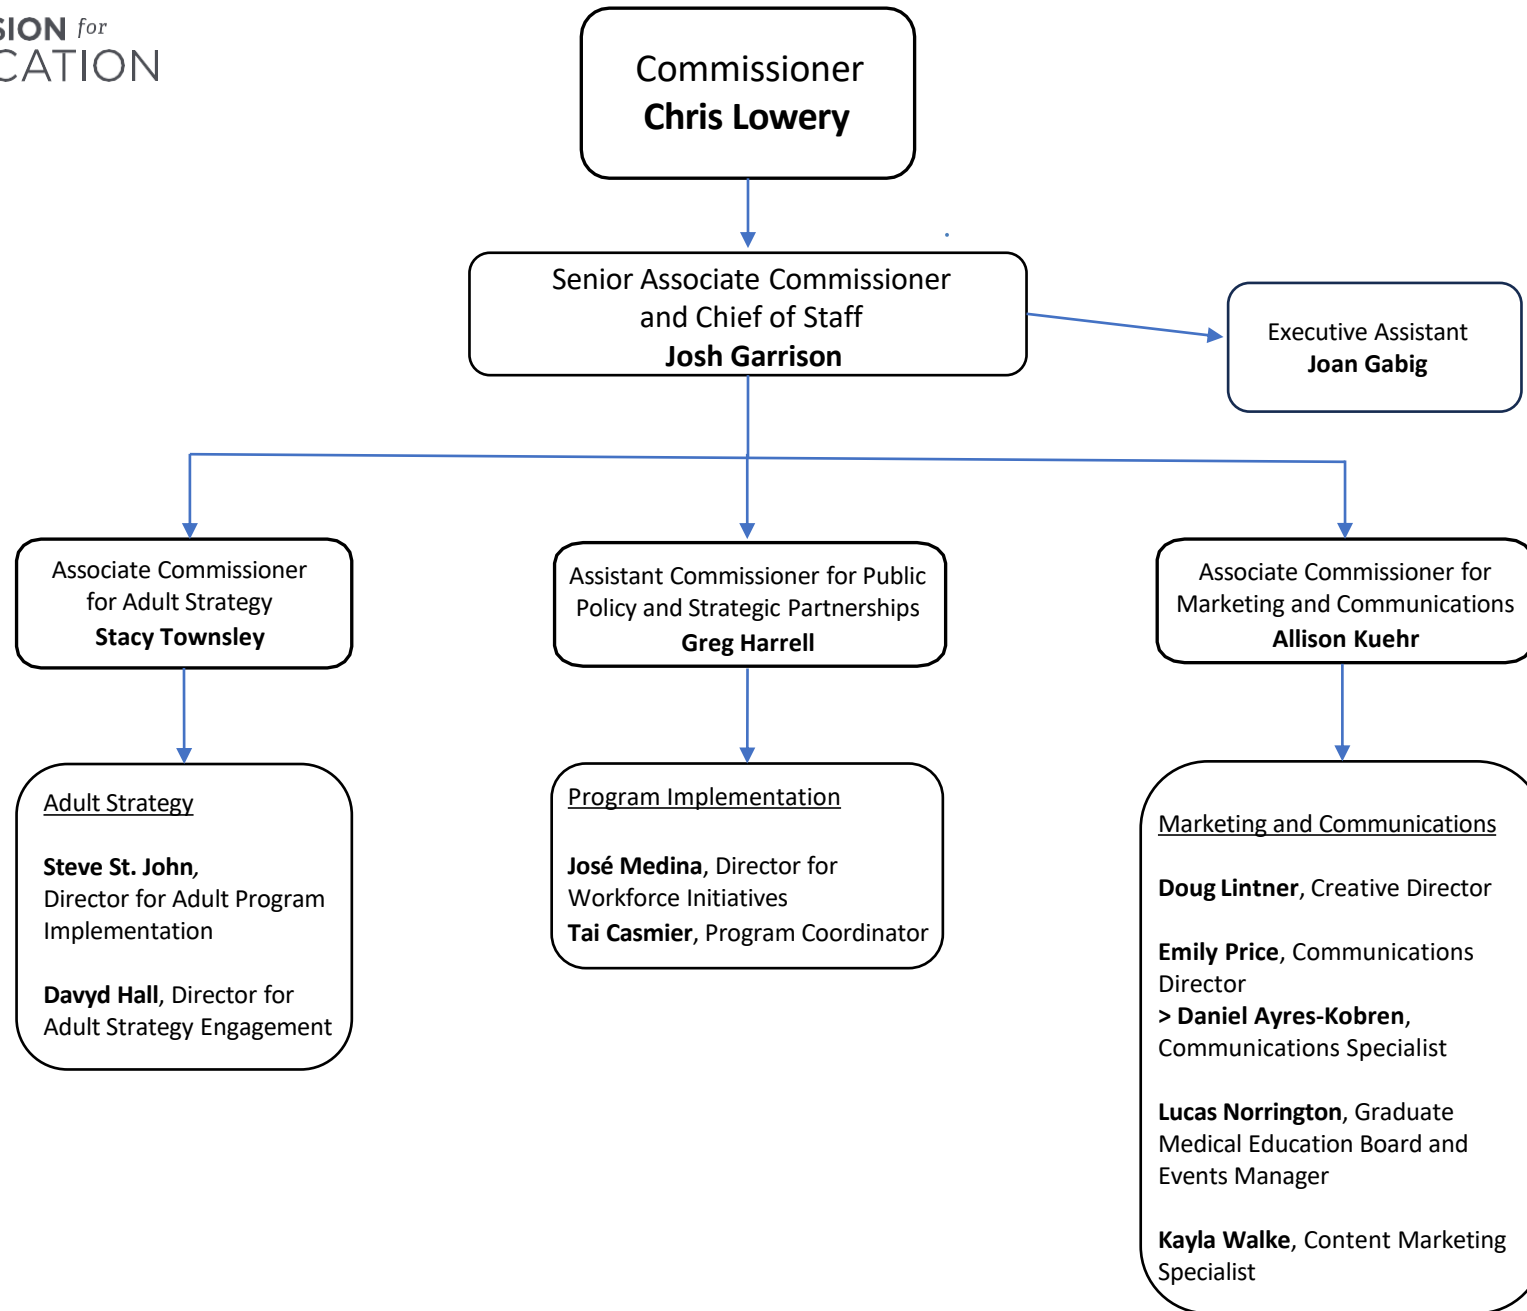 SION for
CATION
Commissioner
Chris Lowery
Senior Associate Commissioner
and Chief of Staff
Josh Garrison
Executive Assistant
Joan Gabig
Associate Commissioner
for Adult Strategy
Stacy Townsley
Assistant Commissioner for Public
Policy and Strategic Partnerships
Greg Harrell
Associate Commissioner for
Marketing and Communications
Allison Kuehr
Adult Strategy
Steve St. John,
Director for Adult Program
Implementation
Davyd Hall, Director for
Adult Strategy Engagement
Program Implementation
José Medina, Director for
Workforce Initiatives
Tai Casmier, Program Coordinator
Marketing and Communications
Doug Lintner, Creative Director
Emily Price, Communications
Director
> Daniel Ayres-Kobren,
Communications Specialist
Lucas Norrington, Graduate
Medical Education Board and
Events Manager
Kayla Walke, Content Marketing
Specialist